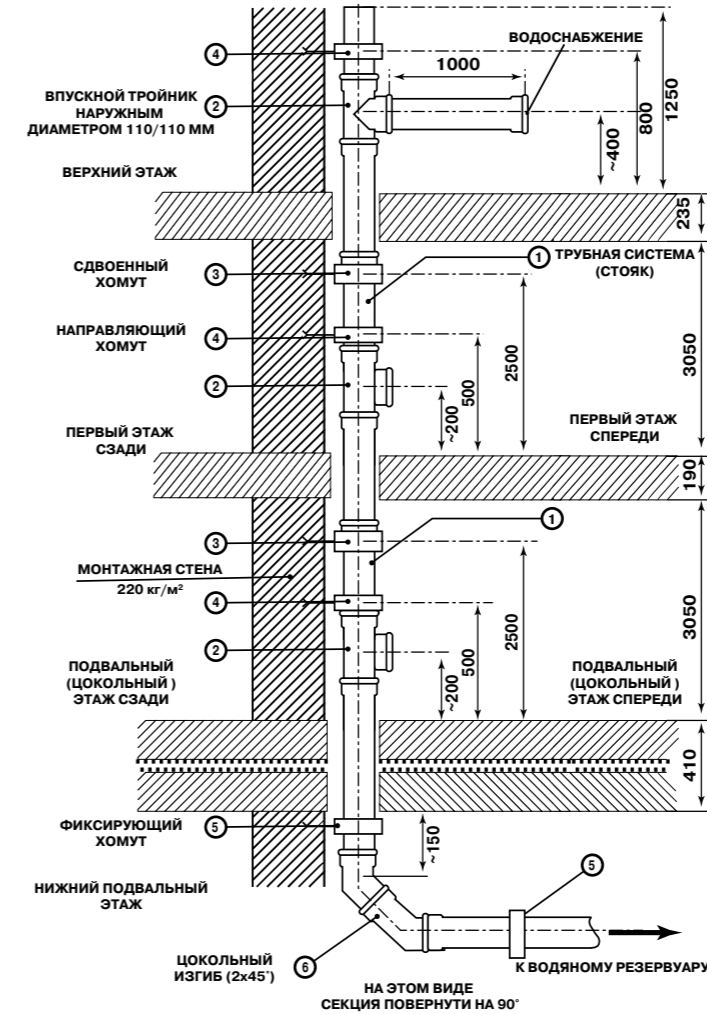 ВОДОСНАБЖЕНИЕ
4
1000
ВПУСКНОЙ ТРОЙНИК
НАРУЖНЫМ
ДИАМЕТРОМ 110/110 ММ
2
~400
800
1250
ВЕРХНИЙ ЭТАЖ
235
СДВОЕННЫЙ
ХОМУТ
3
1
ТРУБНАЯ СИСТЕМА
(СТОЯК)
НАПРАВЛЯЮЩИЙ
ХОМУТ
4
2
~200
500
2500
3050
ПЕРВЫЙ ЭТАЖ
СЗАДИ
ПЕРВЫЙ ЭТАЖ
СПЕРЕДИ
190
3
1
МОНТАЖНАЯ СТЕНА
220 кг/м²
4
2
~200
500
2500
3050
ПОДВАЛЬНЫЙ
(ЦОКОЛЬНЫЙ )
ЭТАЖ СЗАДИ
ПОДВАЛЬНЫЙ
(ЦОКОЛЬНЫЙ )
ЭТАЖ СПЕРЕДИ
410
ФИКСИРУЮЩИЙ
ХОМУТ
5
~150
5
НИЖНИЙ ПОДВАЛЬНЫЙ
ЭТАЖ
ЦОКОЛЬНЫЙ
ИЗГИБ (2x45°)
6
К ВОДЯНОМУ РЕЗЕРВУАРУ
НА ЭТОМ ВИДЕ
СЕКЦИЯ ПОВЕРНУТИ НА 90°